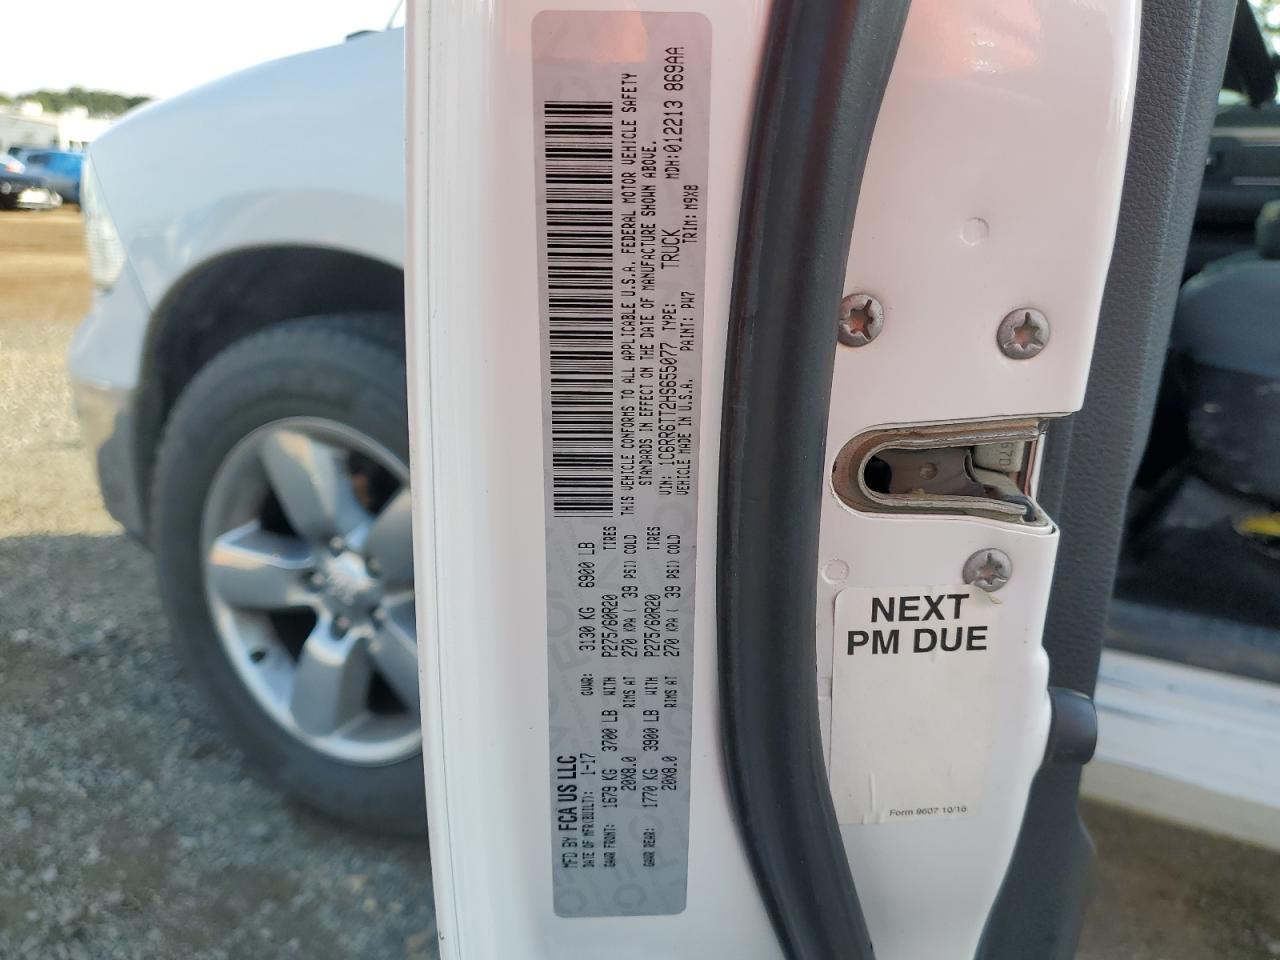 MFD BY FCA US LLC
DATE OF MFR(BUILT): 1-17 GVWR: 3130 KG 6900 LB
GAWR FRONT: 1679 KG 3700 LB WITH P275/60R20 TIRES
20X8.0 RIMS AT 270 KPA ( 39 PSI) COLD
GAWR REAR: 1770 KG 3900 LB WITH P275/60R20 TIRES
20X8.0 RIMS AT 270 KPA ( 39 PSI) COLD
THIS VEHICLE CONFORMS TO ALL APPLICABLE U.S.A. FEDERAL MOTOR VEHICLE SAFETY
STANDARDS IN EFFECT ON THE DATE OF MANUFACTURE SHOWN ABOVE.
VIN: 1C6RR6TT2HS655077 TYPE: TRUCK MDH:012213 869AA
VEHICLE MADE IN U.S.A. PAINT: PW7 TRIM: M9X8
NEXT
PM DUE
Form 9607 10/16